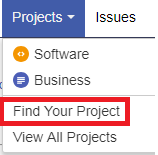 Projects Issues
Software
Business
Find Your Project
View All Projects